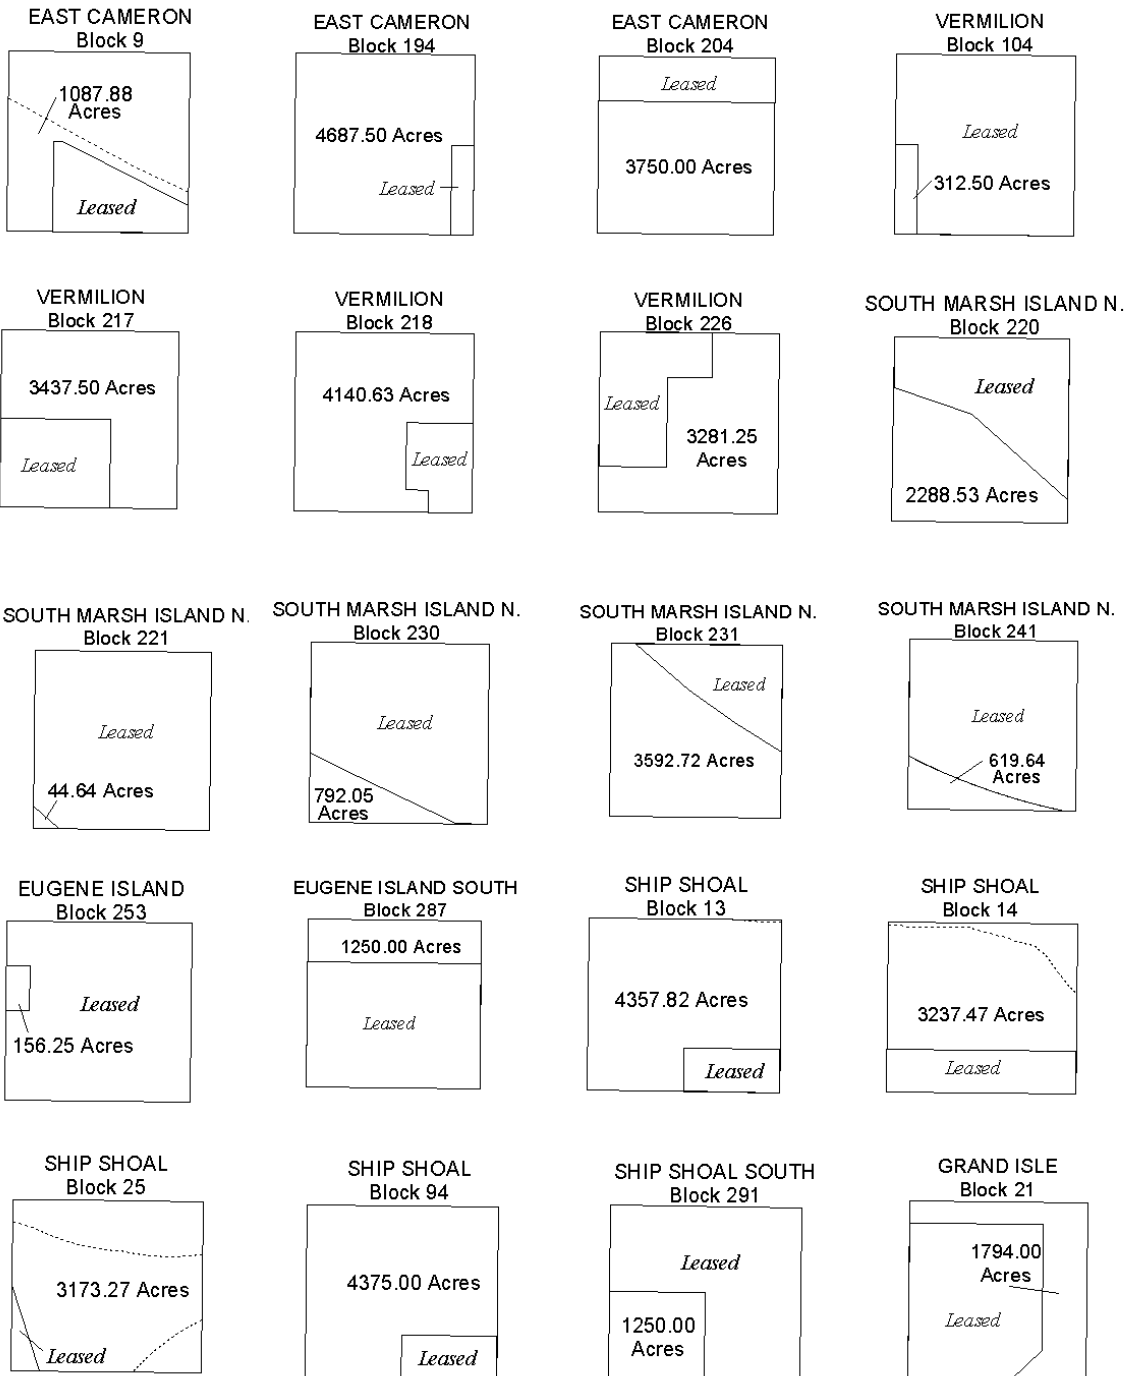 EAST CAMERON
Block 9
1087.88
Acres
Leased
EAST CAMERON
Block 194
4687.50 Acres
Leased
EAST CAMERON
Block 204
Leased
3750.00 Acres
VERMILION
Block 104
Leased
312.50 Acres
VERMILION
Block 217
3437.50 Acres
Leased
VERMILION
Block 218
4140.63 Acres
Leased
VERMILION
Block 226
Leased
3281.25
Acres
SOUTH MARSH ISLAND N.
Block 220
Leased
2288.53 Acres
SOUTH MARSH ISLAND N.
Block 221
Leased
44.64 Acres
SOUTH MARSH ISLAND N.
Block 230
Leased
792.05
Acres
SOUTH MARSH ISLAND N.
Block 231
Leased
3592.72 Acres
SOUTH MARSH ISLAND N.
Block 241
Leased
619.64
Acres
EUGENE ISLAND
Block 253
Leased
156.25 Acres
EUGENE ISLAND SOUTH
Block 287
1250.00 Acres
Leased
SHIP SHOAL
Block 13
4357.82 Acres
Leased
SHIP SHOAL
Block 14
3237.47 Acres
Leased
SHIP SHOAL
Block 25
3173.27 Acres
Leased
SHIP SHOAL
Block 94
4375.00 Acres
Leased
SHIP SHOAL SOUTH
Block 291
Leased
1250.00
Acres
GRAND ISLE
Block 21
1794.00
Acres
Leased